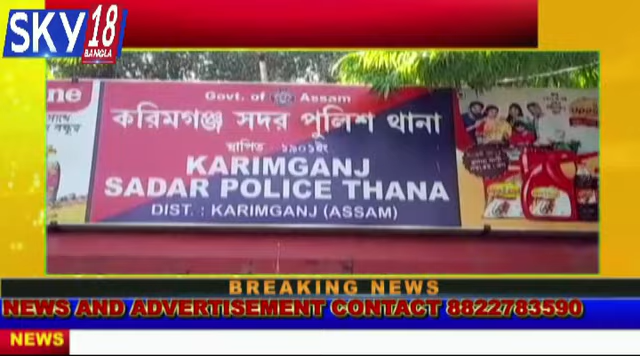 SKY 18
BANGLA
Govt. of Assam
করিমগঞ্জ সদর পুলিশ থানা
স্থাপিত - ১৯০১ইং
KARIMGANJ
SADAR POLICE THANA
DIST. : KARIMGANJ (ASSAM)
BREAKING NEWS
NEWS AND ADVERTISEMENT CONTACT 8822783590
NEWS